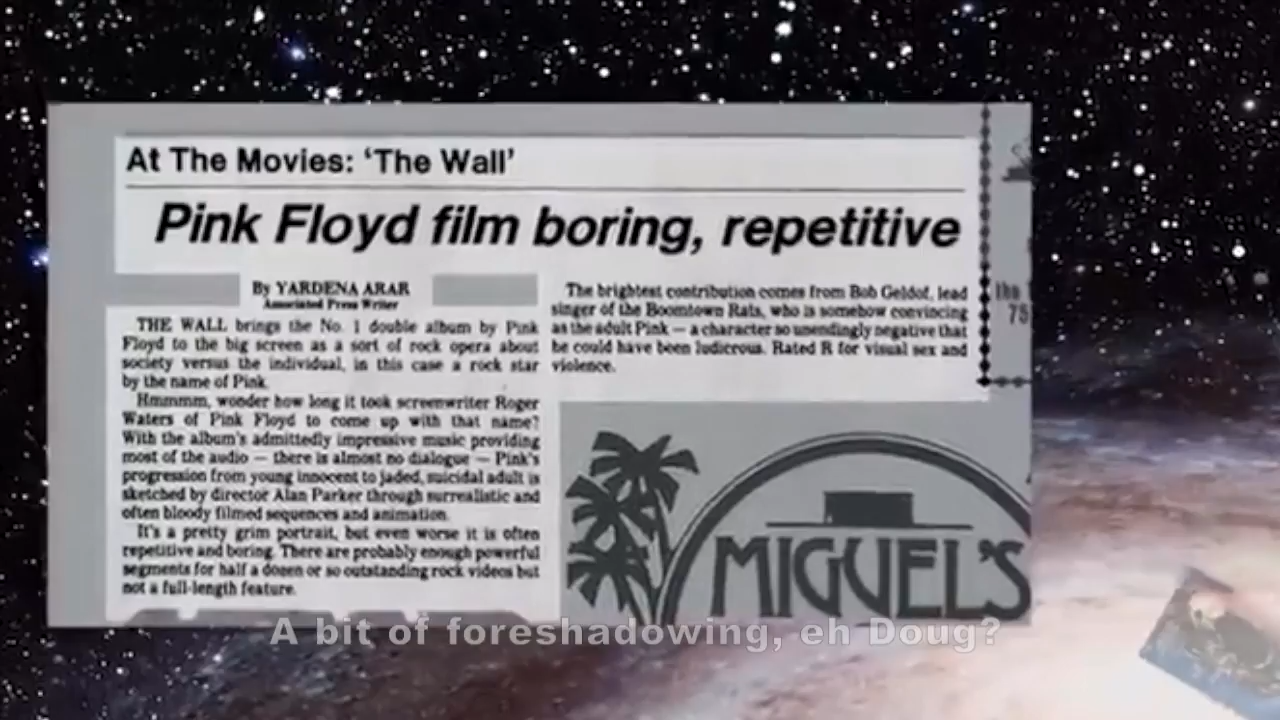 At The Movies: ‘The Wall’
Pink Floyd film boring, repetitive
By YARDENA ARAR
Associated Press Writer
THE WALL brings the No. 1 double album by Pink
Floyd to the big screen as a sort of rock opera about
society versus the individual, in this case a rock star
by the name of Pink.
Hmmmm, wonder how long it took screenwriter Roger
Waters of Pink Floyd to come up with that name?
With the album's admittedly impressive music providing
most of the audio — there is almost no dialogue — Pink's
progression from young innocent to jaded, suicidal adult is
sketched by director Alan Parker through surrealistic and
often bloody filmed sequences and animation.
It's a pretty grim portrait, but even worse it is often
repetitive and boring. There are probably enough powerful
segments for half a dozen or so outstanding rock videos but
not a full-length feature.
The brightest contribution comes from Bob Geldof, lead
singer of the Boomtown Rats, who is somehow convincing
as the adult Pink — a character so unendingly negative that
he could have been ludicrous. Rated R for visual sex and
violence.
the
75
MIGUEL'S
A bit of foreshadowing, eh Doug?